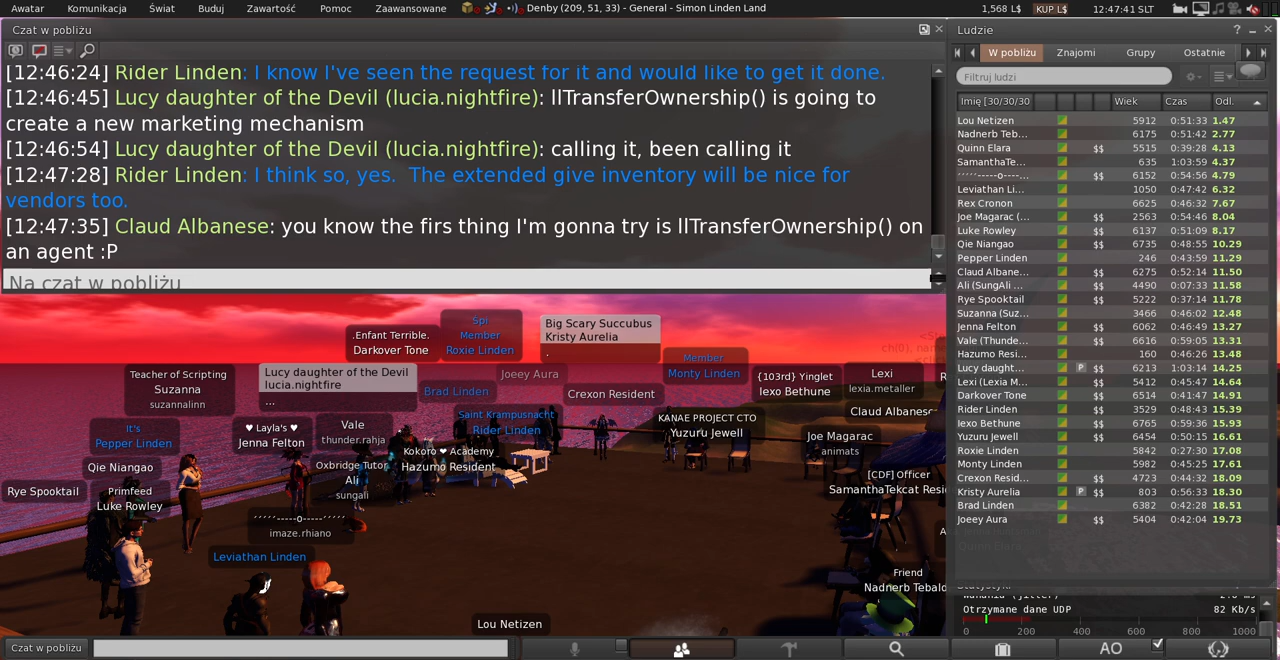 Awatar Komunikacja Świat Buduj Zawartość Pomoc Zaawansowane Denby (209, 51, 33) - General - Simon Linden Land 1,568 L$ KUP L$ 12:47:41 SLT
Czat w pobliżu
[12:46:24] Rider Linden: I know I've seen the request for it and would like to get it done.
[12:46:45] Lucy daughter of the Devil (lucia.nightfire): llTransferOwnership() is going to
create a new marketing mechanism
[12:46:54] Lucy daughter of the Devil (lucia.nightfire): calling it, been calling it
[12:47:28] Rider Linden: I think so, yes.  The extended give inventory will be nice for
vendors too.
[12:47:35] Claud Albanese: you know the firs thing I'm gonna try is llTransferOwnership() on
an agent :P
Na czat w pobliżu
.Enfant Terrible.
Darkover Tone
Śpi
Member
Roxie Linden
Big Scary Succubus
Kristy Aurelia
.
Teacher of Scripting
Suzanna
suzannalinn
Lucy daughter of the Devil
lucia.nightfire
...
Brad Linden
Joeey Aura
Crexon Resident
Member
Monty Linden
{103rd} Yinglet
Iexo Bethune
Lexi
lexia.metaller
Claud Albanes
It's
Pepper Linden
♥ Layla's ♥
Jenna Felton
Vale
thunder.rahja
Saint Krampusnacht
Rider Linden
KANAE PROJECT CTO
Yuzuru Jewell
Joe Magarac
animats
Qie Niangao
Oxbridge Tutor
Ali
sungali
Kokoro ♥ Academy
Hazumo Resident
[CDF] Officer
SamanthaTekcat Resi
Rye Spooktail
Primfeed
Luke Rowley
´´´´´-----o-----´´´´´
imaze.rhiano
Leviathan Linden
Friend
Nadnerb Tebald
Lou Netizen
Ludzie
W pobliżu Znajomi Grupy Ostatnie
Filtruj ludzi
Imię [30/30/30 Wiek Czas Odl.
Lou Netizen 5912 0:51:33 1.47
Nadnerb Teb... 6175 0:51:42 2.77
Quinn Elara $$ 5515 0:39:28 4.13
SamanthaTe... 635 1:03:59 4.37
´´´´´-----o----... $$ 6152 0:54:56 4.79
Leviathan Li... 1050 0:47:42 6.32
Rex Cronon 6625 0:46:32 7.67
Joe Magarac (... $$ 2563 0:54:46 8.04
Luke Rowley $$ 6137 0:51:09 8.17
Qie Niangao $$ 6735 0:48:55 10.29
Pepper Linden 246 0:43:59 11.29
Claud Albane... $$ 6275 0:52:14 11.50
Ali (SungAli ... $$ 4490 0:07:33 11.58
Rye Spooktail $$ 5222 0:37:14 11.78
Suzanna (Suz... 3466 0:46:02 12.48
Jenna Felton $$ 6062 0:46:49 13.27
Vale (Thunde... $$ 6616 0:59:05 13.31
Hazumo Resi... 160 0:46:26 13.48
Lucy daught... P $$ 6213 1:03:14 14.25
Lexi (Lexia M... $$ 5412 0:45:47 14.64
Darkover Tone $$ 6514 0:41:47 14.91
Rider Linden $$ 3529 0:48:43 15.39
Iexo Bethune $$ 6765 0:59:36 15.93
Yuzuru Jewell $$ 6454 0:50:15 16.61
Roxie Linden 5842 0:27:30 17.08
Monty Linden 5982 0:45:25 17.61
Crexon Resid... $$ 4723 0:44:32 18.09
Kristy Aurelia P $$ 803 0:56:33 18.30
Brad Linden 6382 0:42:28 18.51
Joeey Aura $$ 5404 0:42:04 19.73
Otrzymane dane UDP 82 Kb/s
0 200 400 600 800 1000
Czat w pobliżu
AO